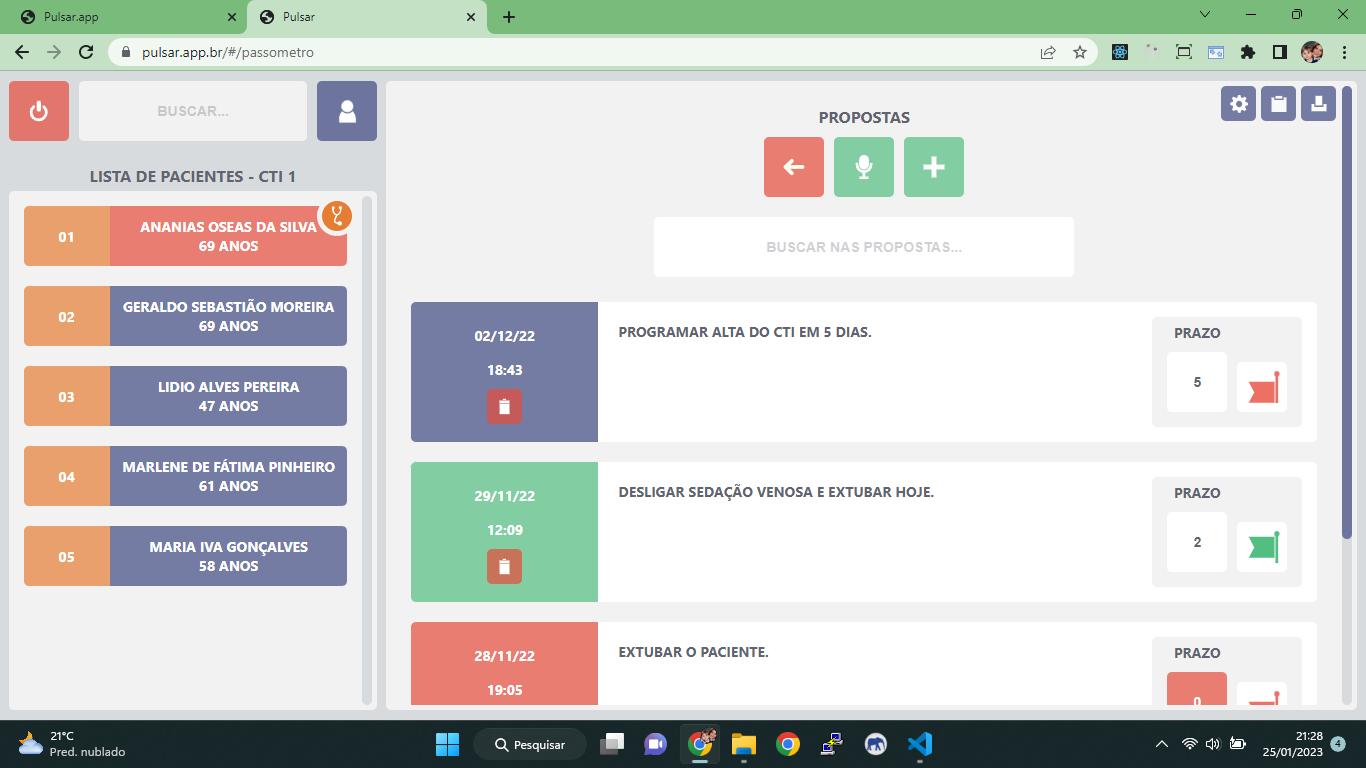 Pulsar.app
Pulsar
pulsar.app.br/#/passometro
BUSCAR...
LISTA DE PACIENTES - CTI 1
01
ANANIAS OSEAS DA SILVA
69 ANOS
02
GERALDO SEBASTIÃO MOREIRA
69 ANOS
03
LIDIO ALVES PEREIRA
47 ANOS
04
MARLENE DE FÁTIMA PINHEIRO
61 ANOS
05
MARIA IVA GONÇALVES
58 ANOS
PROPOSTAS
BUSCAR NAS PROPOSTAS...
02/12/22
18:43
PROGRAMAR ALTA DO CTI EM 5 DIAS.
PRAZO
5
29/11/22
12:09
DESLIGAR SEDAÇÃO VENOSA E EXTUBAR HOJE.
PRAZO
2
28/11/22
19:05
EXTUBAR O PACIENTE.
PRAZO
0
21°C
Pred. nublado
Pesquisar
21:28
25/01/2023
4